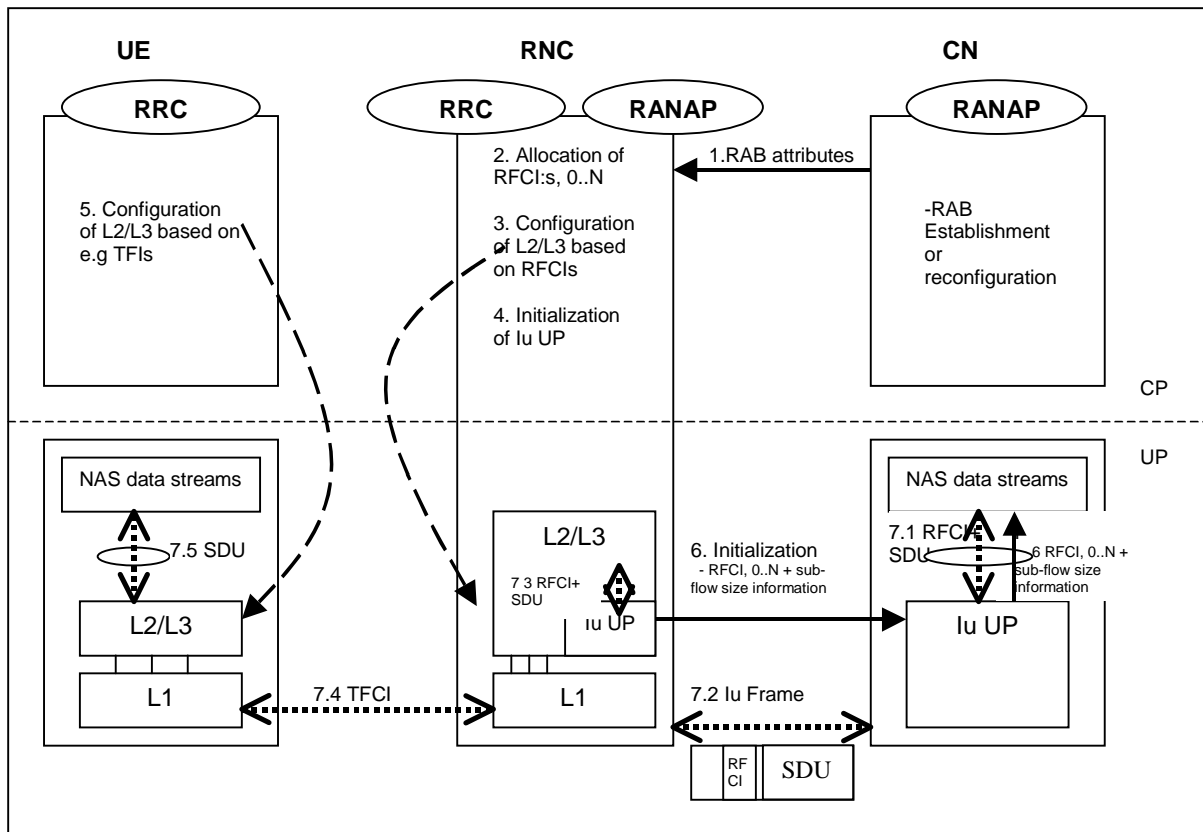 UE
RNC
CN
RRC
RRC
RANAP
RANAP
1.RAB attributes
2. Allocation of
RFCI:s, 0..N
3. Configuration
of L2/L3 based
on RFCIs
4. Initialization
of Iu UP
5. Configuration
of L2/L3 based on
e.g TFIs
-RAB
Establishment
or
reconfiguration
CP
UP
NAS data streams
7.5 SDU
L2/L3
L1
7.4 TFCI
L2/L3
7 3 RFCI+
SDU
Iu UP
L1
6. Initialization
- RFCI, 0..N + sub-
flow size information
7.2 Iu Frame
RF
CI
SDU
NAS data streams
7.1 RFCI+
SDU
6 RFCI, 0..N +
sub-flow size
information
Iu UP